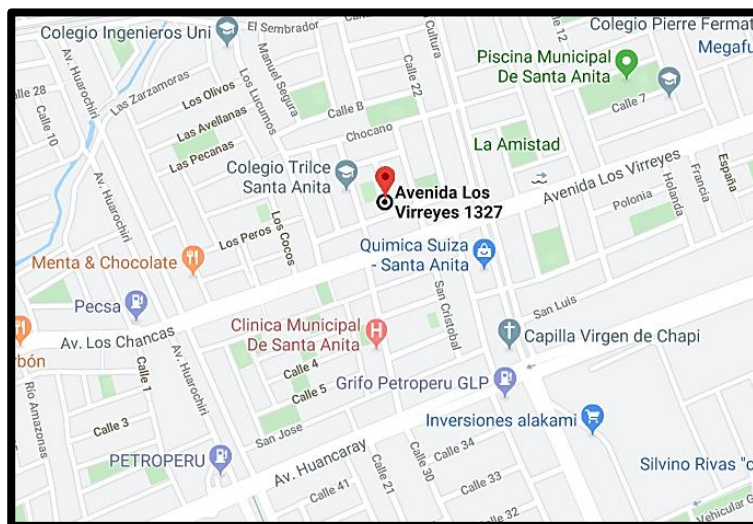 El Sembrador
Colegio Ingenieros Uni
Calle 12
Colegio Pierre Fermat
Megafu
Cultura
Av. Huarochiri
Manuel Segura
Piscina Municipal
De Santa Anita
Calle 28
Calle 10
Las Zarzamoras
Los Olivos
Los Lucumos
Calle B
Calle 22
Calle 7
Las Avellanas
Chocano
Las Pecanas
La Amistad
Colegio Trilce
Santa Anita
Avenida Los Virreyes
España
Av. Huarochiri
Avenida Los
Virreyes 1327
Francia
Holanda
Polonia
Los Peros
Los Cocos
Menta & Chocolate
Quimica Suiza
- Santa Anita
Pecsa
San Cristobal
San Luis
Av. Los Chancas
Clinica Municipal
De Santa Anita
Capilla Virgen de Chapi
rbón
Calle 1
Av. Huarochiri
Calle 4
Calle 5
Grifo Petroperu GLP
Río Amazonas
Calle 3
San Jose
Inversiones alakami
PETROPERU
Av. Huancaray
Calle 21
Calle 30
Calle 34
Calle 33
Calle 32
Calle 41
Silvino Rivas "c
Vehicular G